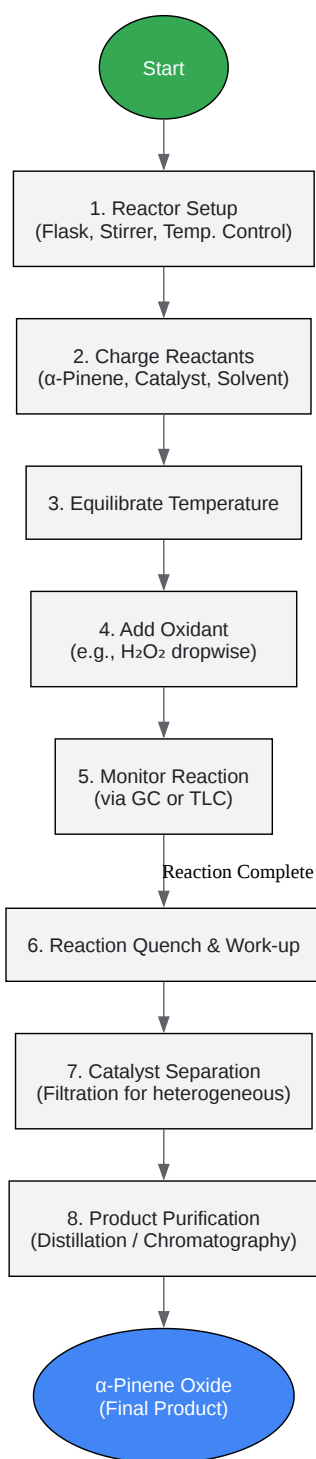 Start
1. Reactor Setup
(Flask, Stirrer, Temp. Control)
2. Charge Reactants
(α-Pinene, Catalyst, Solvent)
3. Equilibrate Temperature
4. Add Oxidant
(e.g., H₂O₂ dropwise)
5. Monitor Reaction
(via GC or TLC)
Reaction Complete
6. Reaction Quench & Work-up
7. Catalyst Separation
(Filtration for heterogeneous)
8. Product Purification
(Distillation / Chromatography)
α-Pinene Oxide
(Final Product)